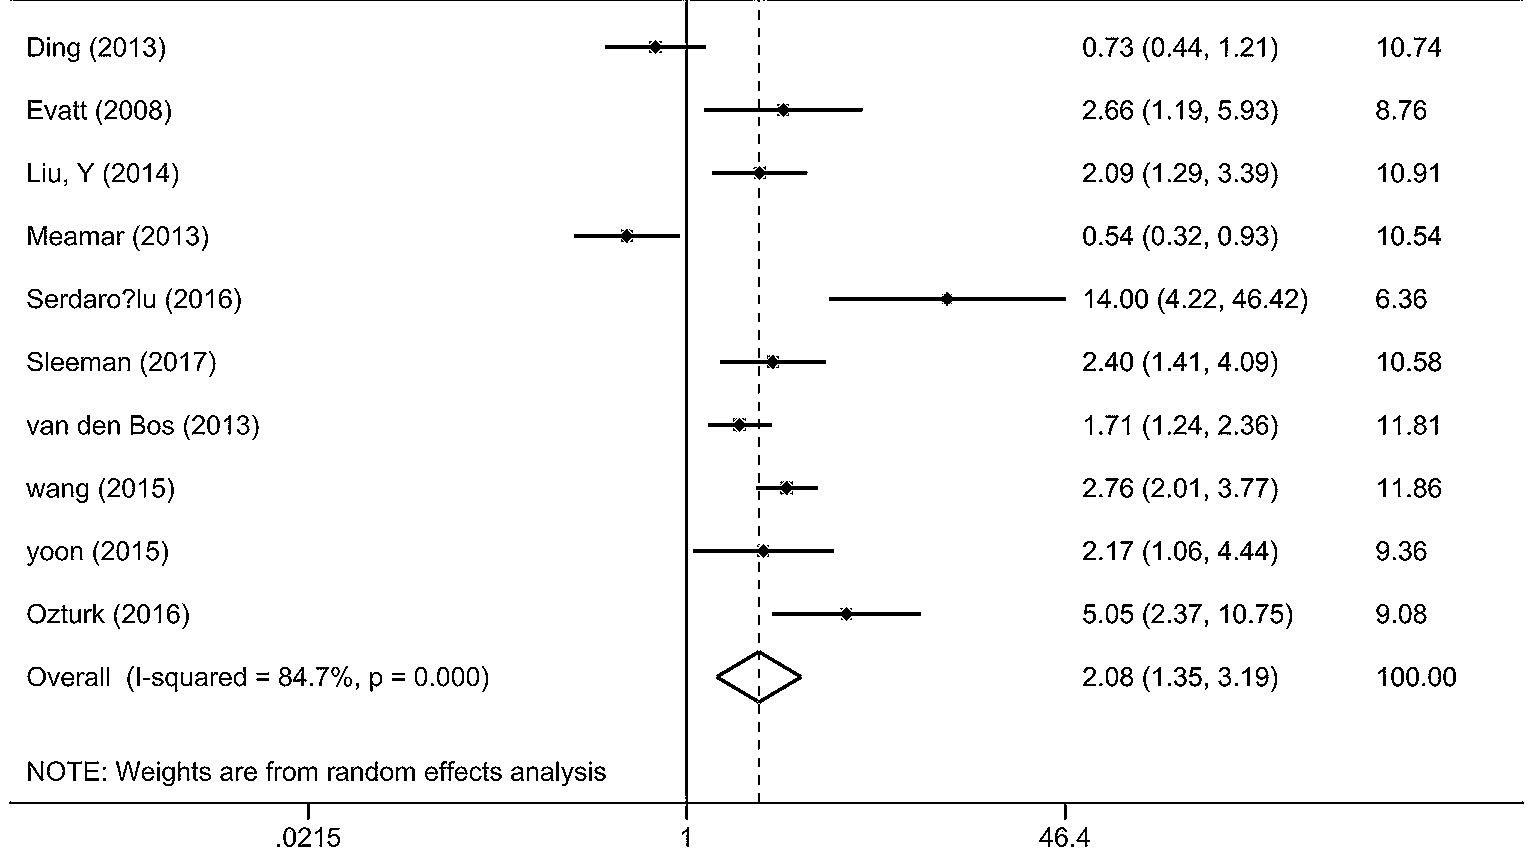 Ding (2013) 0.73 (0.44, 1.21) 10.74
Evatt (2008) 2.66 (1.19, 5.93) 8.76
Liu, Y (2014) 2.09 (1.29, 3.39) 10.91
Meamar (2013) 0.54 (0.32, 0.93) 10.54
Serdaro?lu (2016) 14.00 (4.22, 46.42) 6.36
Sleeman (2017) 2.40 (1.41, 4.09) 10.58
van den Bos (2013) 1.71 (1.24, 2.36) 11.81
wang (2015) 2.76 (2.01, 3.77) 11.86
yoon (2015) 2.17 (1.06, 4.44) 9.36
Ozturk (2016) 5.05 (2.37, 10.75) 9.08
Overall (I-squared = 84.7%, p = 0.000) 2.08 (1.35, 3.19) 100.00
NOTE: Weights are from random effects analysis
.0215 1 46.4